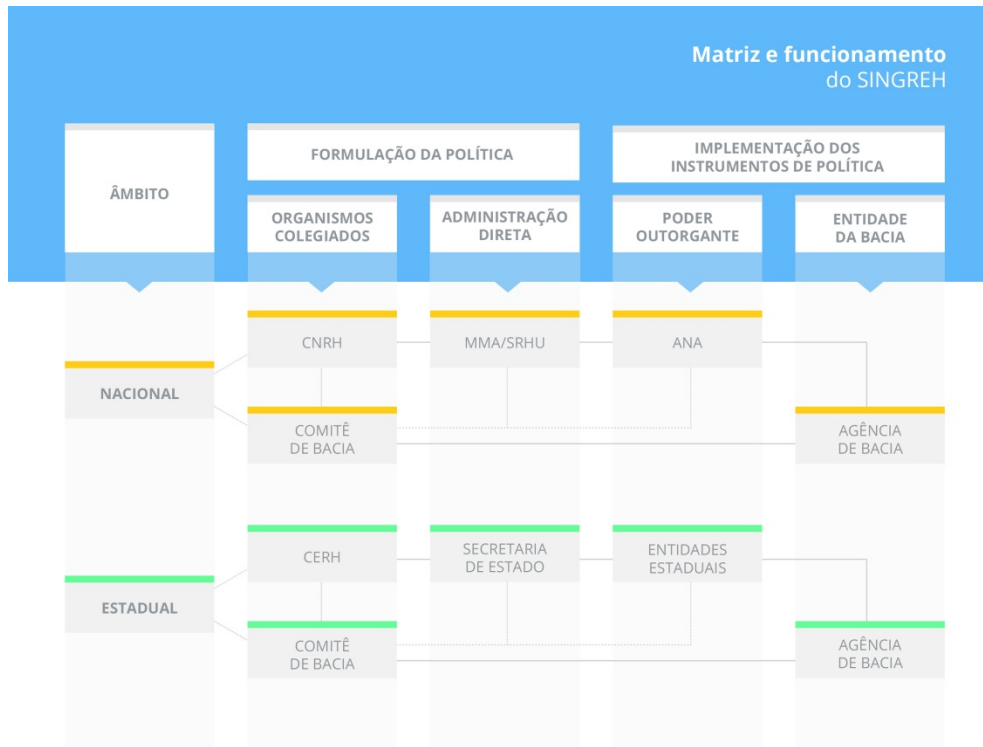 Matriz e funcionamento
do SINGREH
ÂMBITO
FORMULAÇÃO DA POLÍTICA
IMPLEMENTAÇÃO DOS
INSTRUMENTOS DE POLÍTICA
ORGANISMOS
COLEGIADOS
ADMINISTRAÇÃO
DIRETA
PODER
OUTORGANTE
ENTIDADE
DA BACIA
NACIONAL
CNRH
MMA/SRHU
ANA
COMITÊ
DE BACIA
AGÊNCIA
DE BACIA
ESTADUAL
CERH
SECRETARIA
DE ESTADO
ENTIDADES
ESTADUAIS
COMITÊ
DE BACIA
AGÊNCIA
DE BACIA